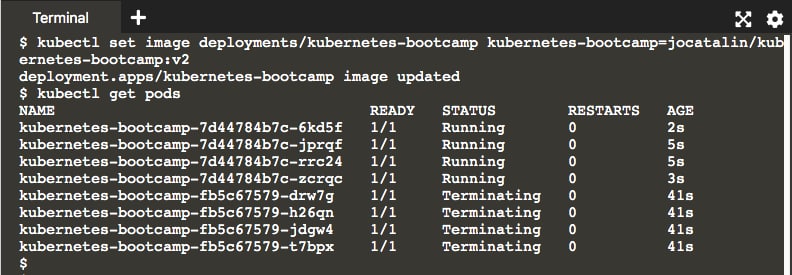 Terminal +
$ kubectl set image deployments/kubernetes-bootcamp kubernetes-bootcamp=jocatalin/kub
ernetes-bootcamp:v2
deployment.apps/kubernetes-bootcamp image updated
$ kubectl get pods
NAME READY STATUS RESTARTS AGE
kubernetes-bootcamp-7d44784b7c-6kd5f 1/1 Running 0 2s
kubernetes-bootcamp-7d44784b7c-jprqf 1/1 Running 0 5s
kubernetes-bootcamp-7d44784b7c-rrc24 1/1 Running 0 5s
kubernetes-bootcamp-7d44784b7c-zcrqc 1/1 Running 0 3s
kubernetes-bootcamp-fb5c67579-drw7g 1/1 Terminating 0 41s
kubernetes-bootcamp-fb5c67579-h26qn 1/1 Terminating 0 41s
kubernetes-bootcamp-fb5c67579-jdgw4 1/1 Terminating 0 41s
kubernetes-bootcamp-fb5c67579-t7bpx 1/1 Terminating 0 41s
$